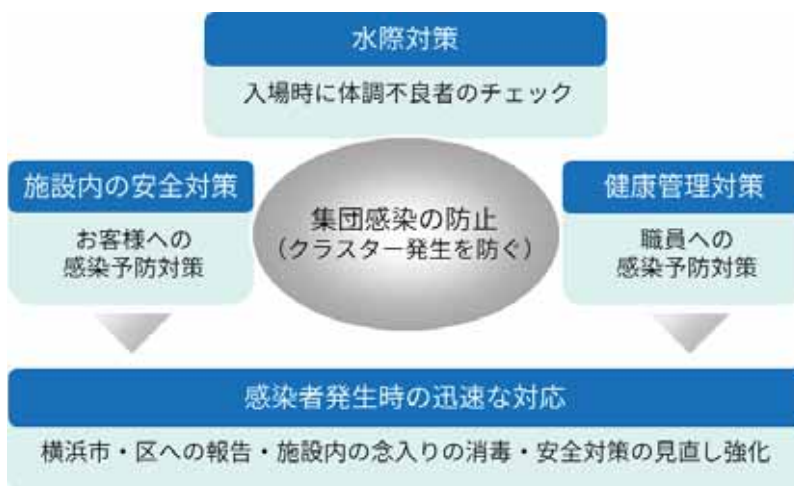 水際対策
入場時に体調不良者のチェック
施設内の安全対策
お客様への
感染予防対策
集団感染の防止
（クラスター発生を防ぐ）
健康管理対策
職員への
感染予防対策
感染者発生時の迅速な対応
横浜市・区への報告・施設内の念入りの消毒・安全対策の見直し強化